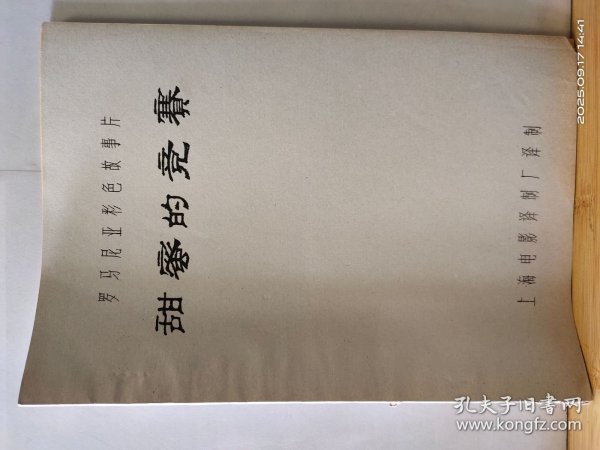 罗马尼亚彩色故事片
甜蜜的竞赛
上海电影译制厂译制
2025.09.17 14:41
孔夫子旧书网
www.kongfz.com